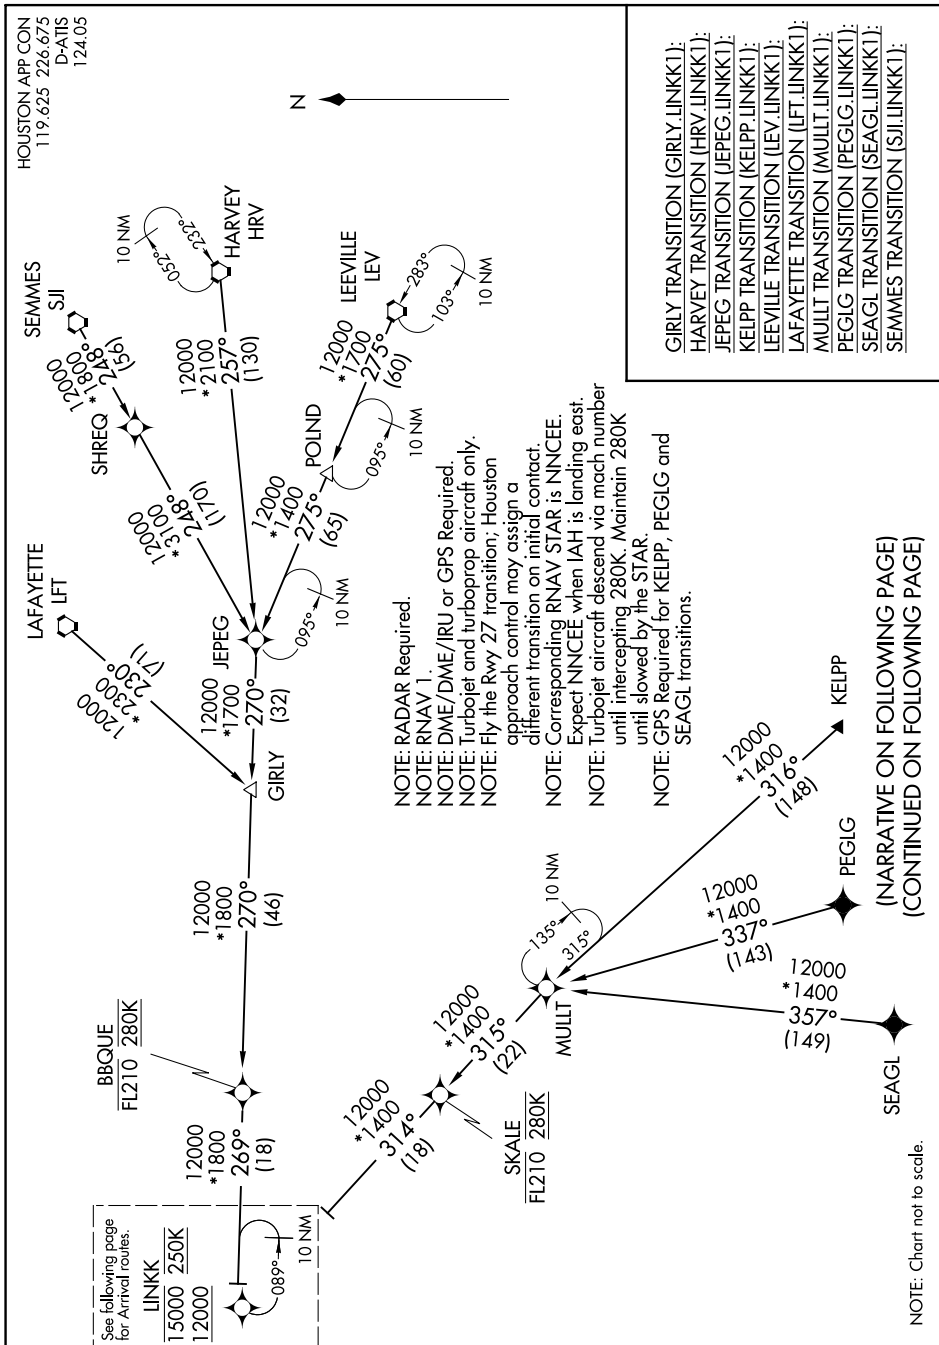 HOUSTON APP CON
119.625 226.675
D-ATIS
124.05
N
SEMMES
SJI
12000
*1800
248°
(56)
SHREQ
12000
*3100
248°
(170)
10 NM
052°
232°
HARVEY
HRV
12000
*2100
257°
(130)
LEEVILLE
LEV
283°
103°
10 NM
12000
*1700
275°
(60)
POLND
095°
10 NM
12000
*1400
275°
(65)
LAFAYETTE
LFT
12000
*2300
230°
(71)
JEPEG
095°
10 NM
12000
*1700
270°
(32)
GIRLY
12000
*1800
270°
(46)
BBQUE
FL210 280K
12000
*1800
269°
(18)
See following page
for Arrival routes.
LINKK
15000 250K
12000
089°
10 NM
NOTE: RADAR Required.
NOTE: RNAV 1.
NOTE: DME/DME/IRU or GPS Required.
NOTE: Turbojet and turboprop aircraft only.
NOTE: Fly the Rwy 27 transition; Houston
approach control may assign a
different transition on initial contact.
NOTE: Corresponding RNAV STAR is NNCEE.
Expect NNCEE when IAH is landing east.
NOTE: Turbojet aircraft descend via mach number
until intercepting 280K. Maintain 280K
until slowed by the STAR.
NOTE: GPS Required for KELPP, PEGLG and
SEAGL transitions.
GIRLY TRANSITION (GIRLY.LINKK1):
HARVEY TRANSITION (HRV.LINKK1):
JEPEG TRANSITION (JEPEG.LINKK1):
KELPP TRANSITION (KELPP.LINKK1):
LEEVILLE TRANSITION (LEV.LINKK1):
LAFAYETTE TRANSITION (LFT.LINKK1):
MULLT TRANSITION (MULLT.LINKK1):
PEGLG TRANSITION (PEGLG.LINKK1):
SEAGL TRANSITION (SEAGL.LINKK1):
SEMMES TRANSITION (SJI.LINKK1):
12000
*1400
314°
(18)
SKALE
FL210 280K
12000
*1400
315°
(22)
MULLT
135°
315°
10 NM
12000
*1400
316°
(148)
KELPP
12000
*1400
337°
(143)
PEGLG
12000
*1400
357°
(149)
SEAGL
(NARRATIVE ON FOLLOWING PAGE)
(CONTINUED ON FOLLOWING PAGE)
NOTE: Chart not to scale.